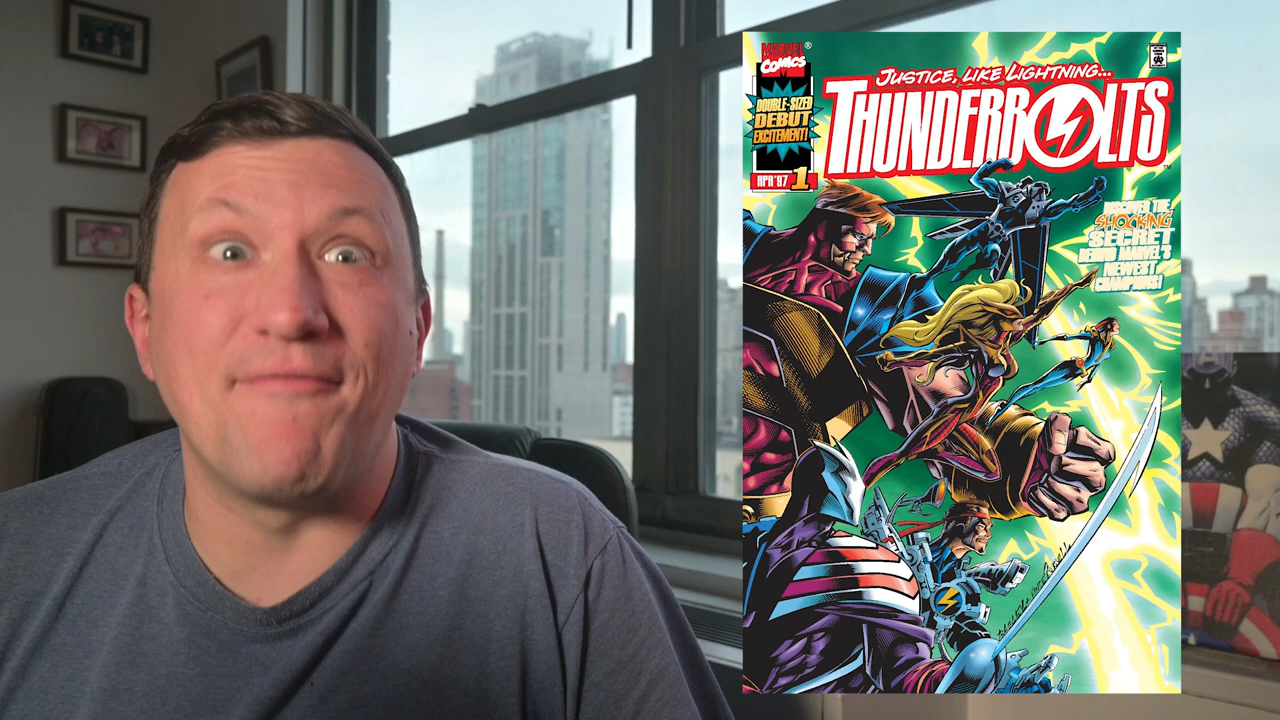 MARVEL®
COMICS
DOUBLE-SIZED
DEBUT
EXCITEMENT!
APR '97 1
JUSTICE, LIKE LIGHTNING...
THUNDERBOLTS™
DISCOVER THE
SHOCKING
SECRET
BEHIND MARVEL'S
NEWEST
CHAMPIONS!